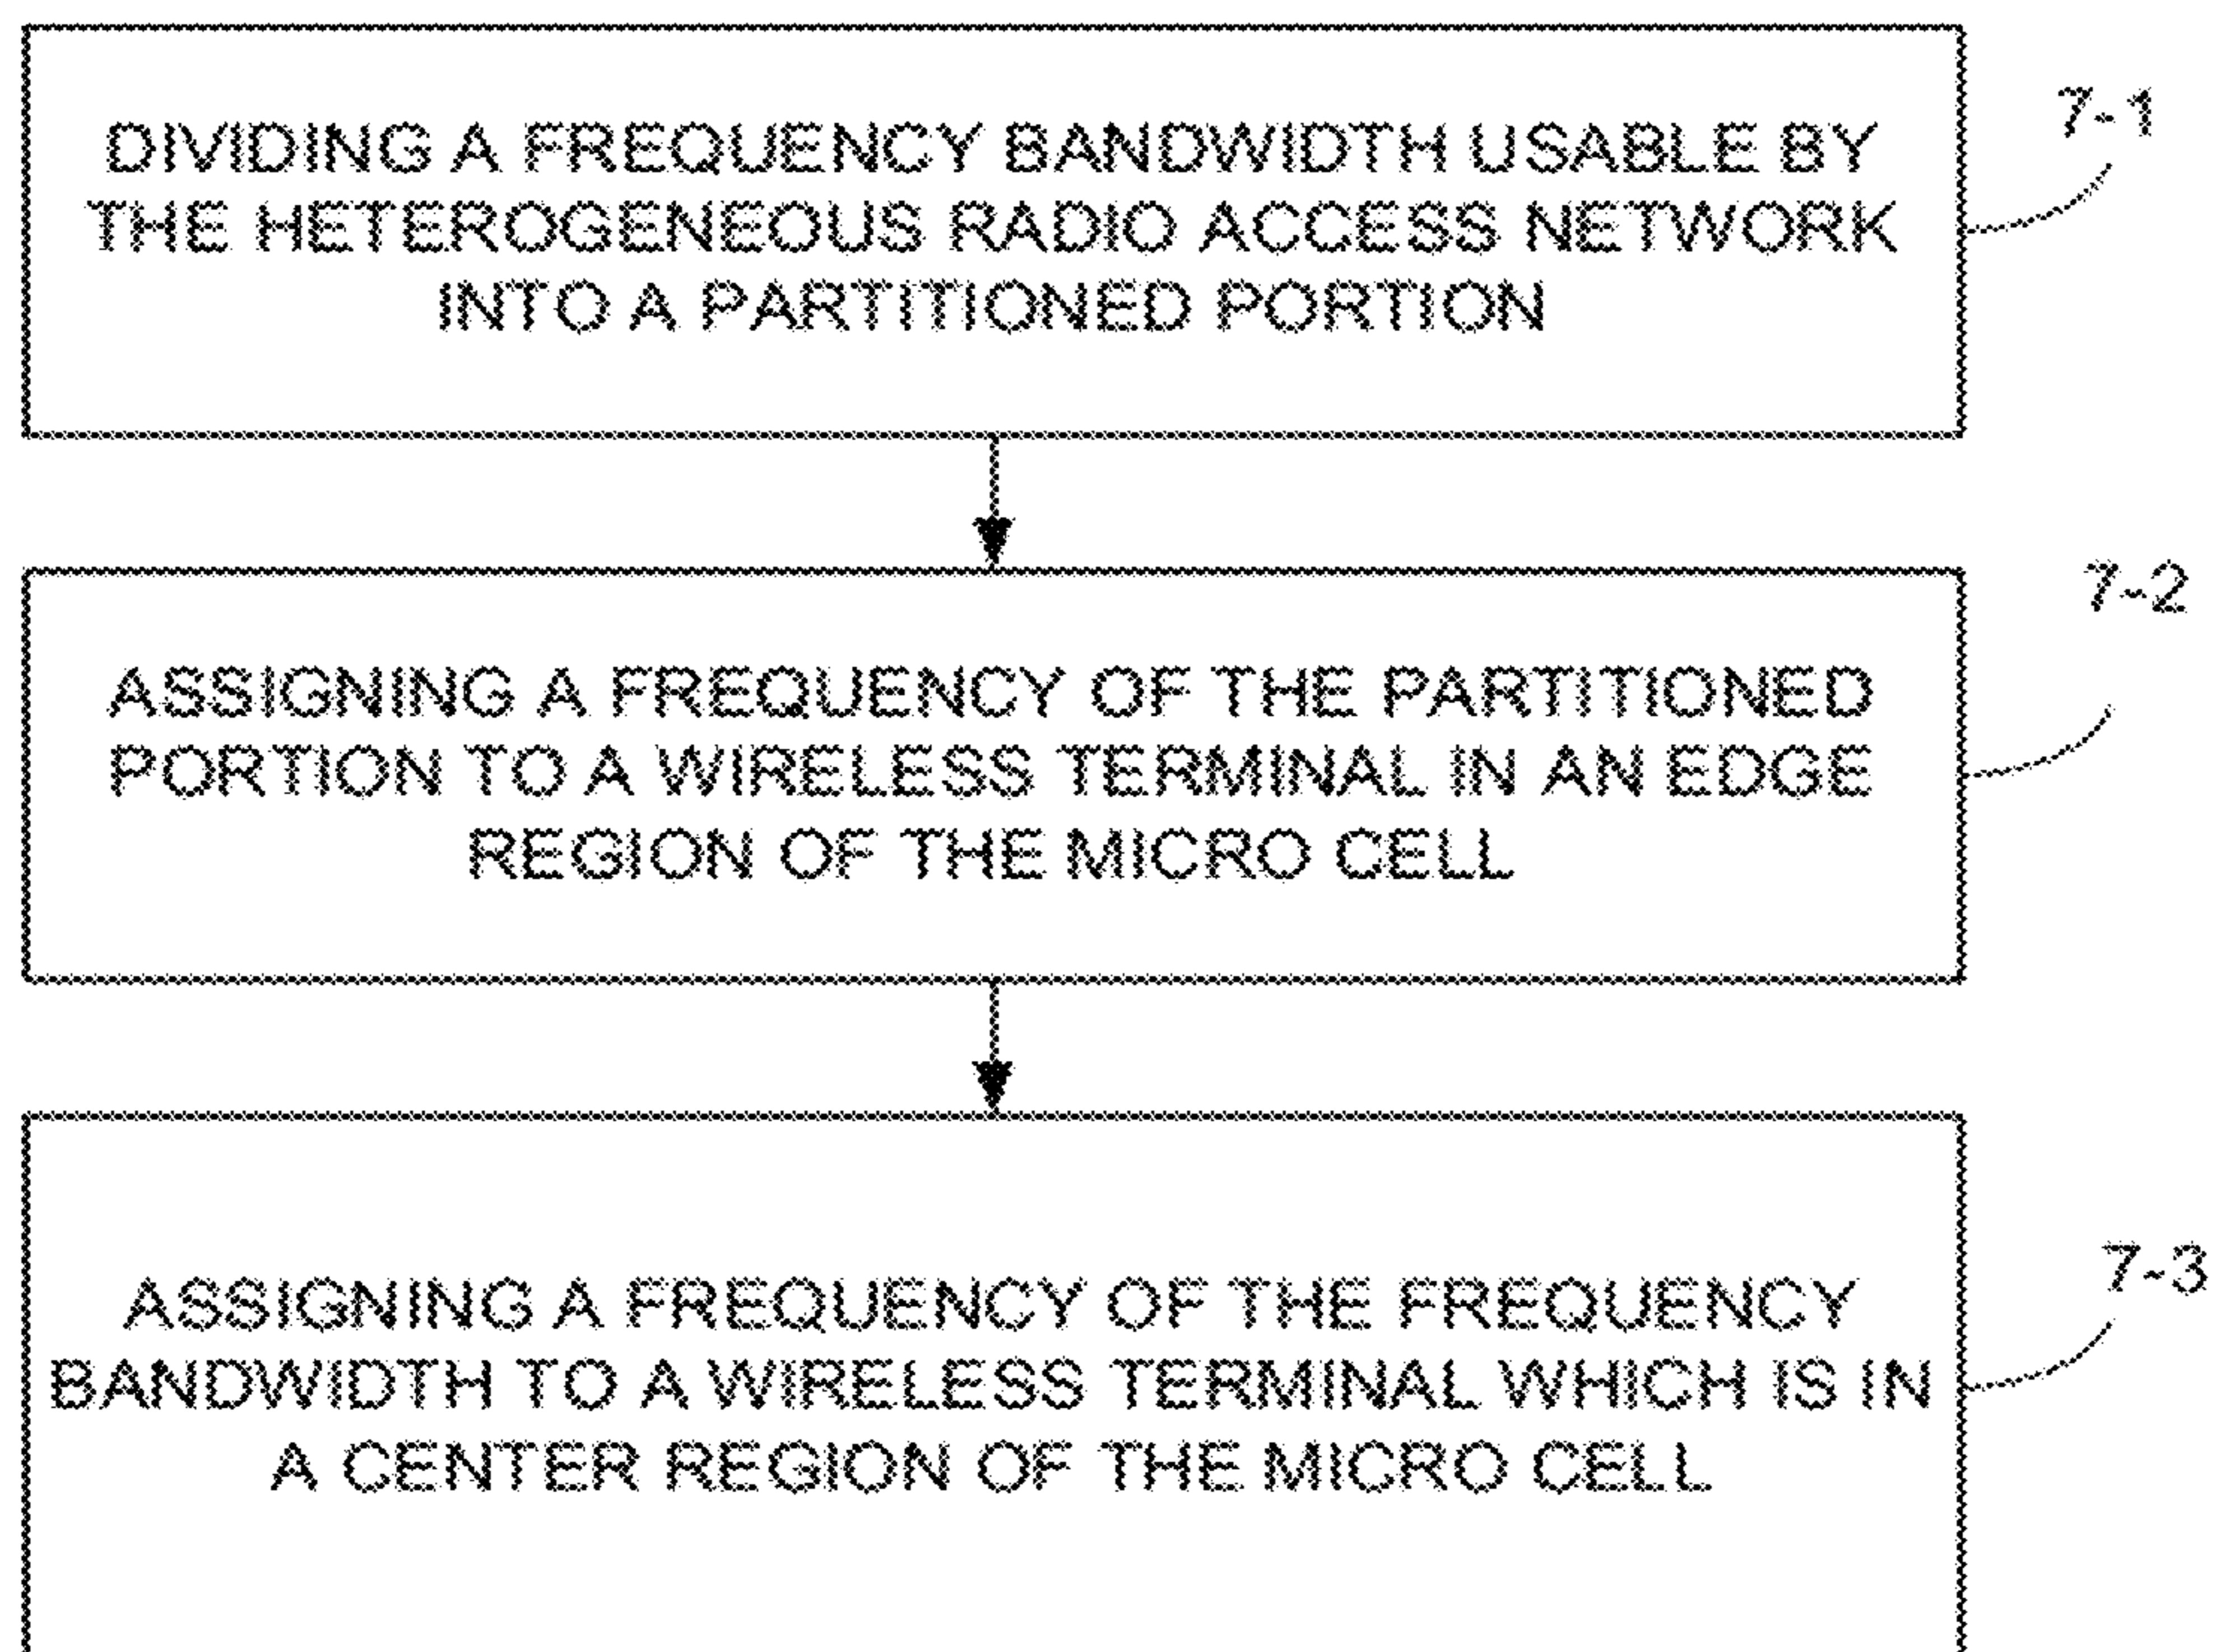 DIVIDING A FREQUENCY BANDWIDTH USABLE BY
THE HETEROGENEOUS RADIO ACCESS NETWORK
INTO A PARTITIONED PORTION
7-1
ASSIGNING A FREQUENCY OF THE PARTITIONED
PORTION TO A WIRELESS TERMINAL IN AN EDGE
REGION OF THE MICRO CELL
7-2
ASSIGNING A FREQUENCY OF THE FREQUENCY
BANDWIDTH TO A WIRELESS TERMINAL WHICH IS IN
A CENTER REGION OF THE MICRO CELL
7-3